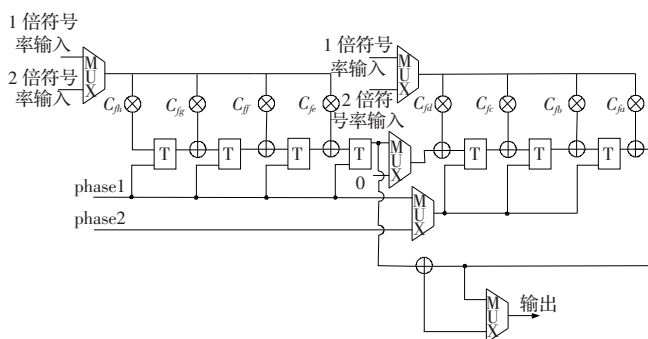 1 倍符号
率输入
2 倍符号
率输入
MUX
1 倍符号
率输入
2 倍符
号率输入
MUX
C_fh
C_fg
C_ff
C_fe
C_fd
C_fc
C_fb
C_fa
T
T
T
T
MUX
0
T
T
T
phase1
phase2
MUX
MUX
输出